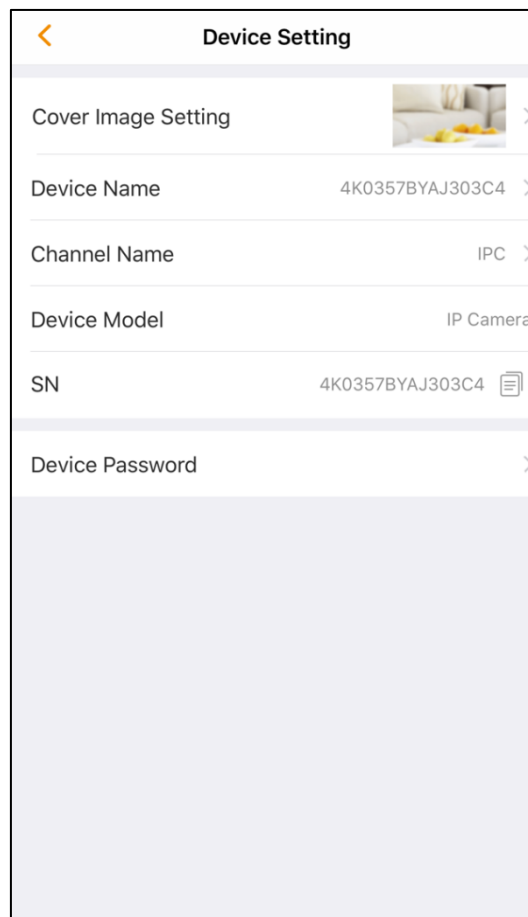 Device Setting
Cover Image Setting
Device Name 4K0357BYAJ303C4
Channel Name IPC
Device Model IP Camera
SN 4K0357BYAJ303C4
Device Password